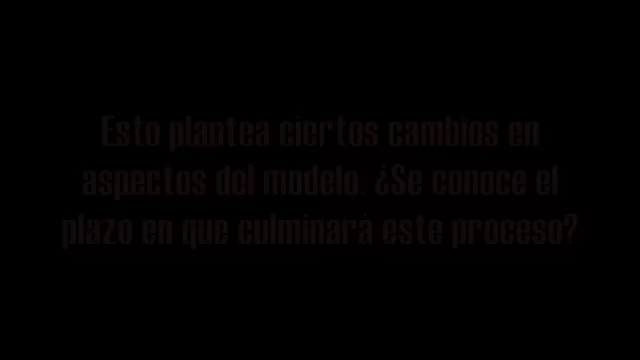 Esto plantea ciertos cambios en
aspectos del modelo. ¿Se conoce el
plazo en que culminará este proceso?